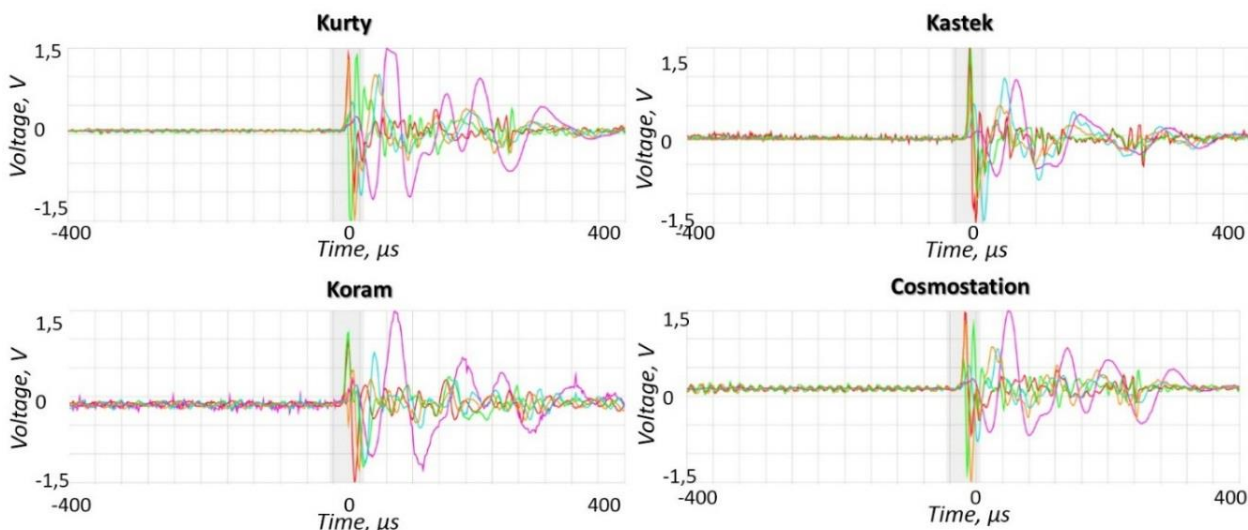 Kurty
1,5
Voltage, V
0
-1,5
-400
0
400
Time, µs
Kastek
1,5
Voltage, V
0
-1,5
-400
0
400
Time, µs
Koram
1,5
Voltage, V
0
-1,5
-400
0
400
Time, µs
Cosmostation
1,5
Voltage, V
0
-1,5
-400
0
400
Time, µs